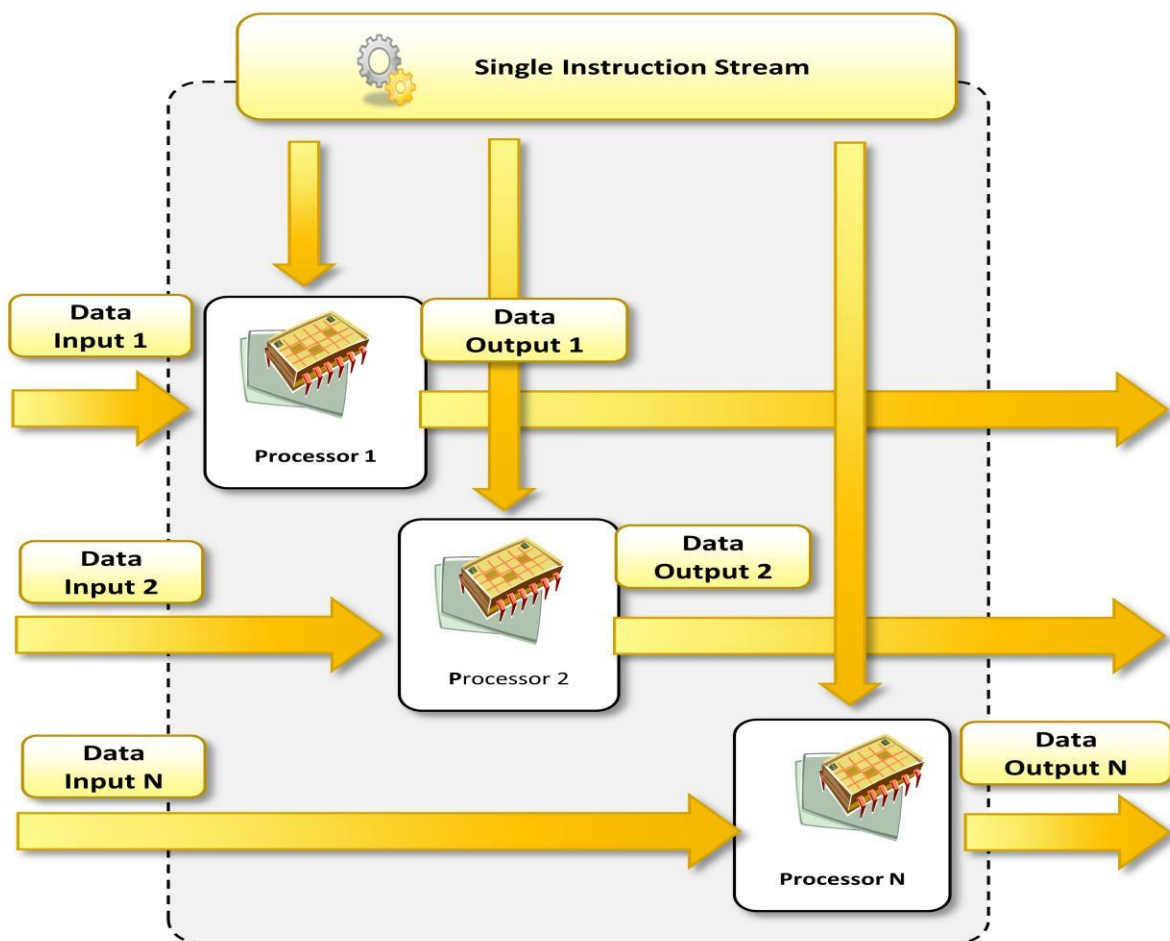 Single Instruction Stream
Data
Input 1
Data
Output 1
Processor 1
Data
Input 2
Data
Output 2
Processor 2
Data
Input N
Data
Output N
Processor N